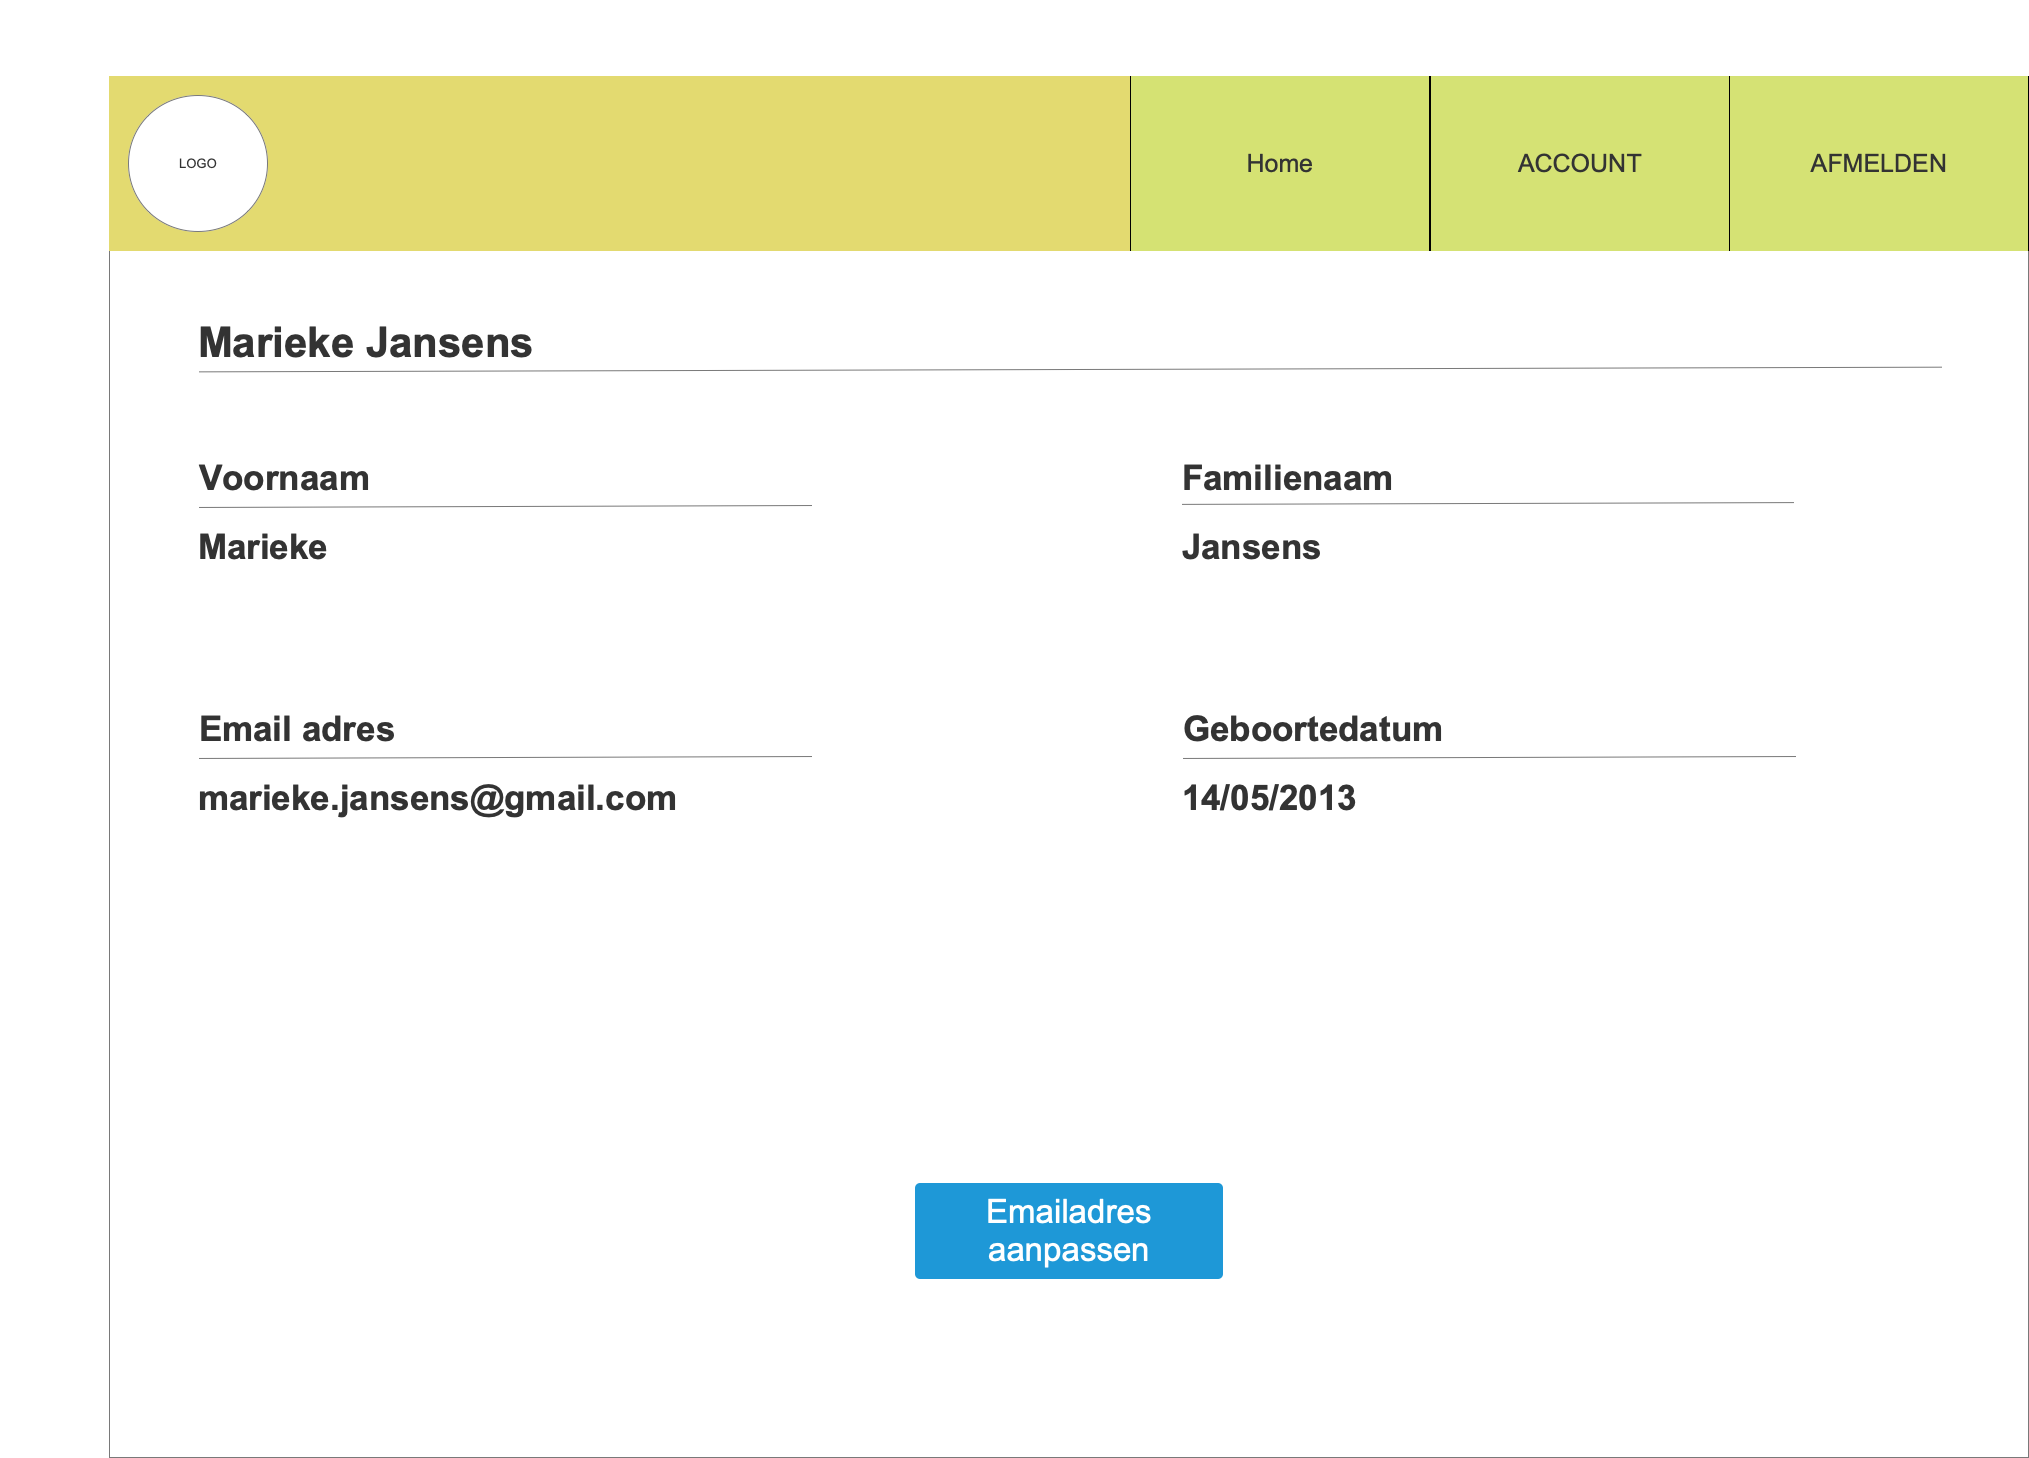 LOGO
Home
ACCOUNT
AFMELDEN
Marieke Jansens
Voornaam
Familienaam
Marieke
Jansens
Email adres
Geboortedatum
marieke.jansens@gmail.com
14/05/2013
Emailadres
aanpassen